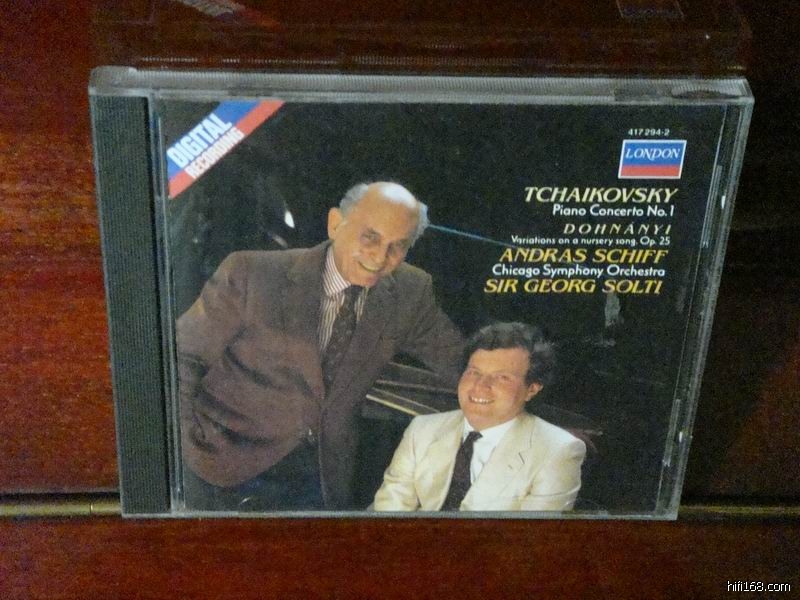 DIGITAL
RECORDING
417 294-2
LONDON
TCHAIKOVSKY
Piano Concerto No. 1
DOHNÁNYI
Variations on a nursery song, Op. 25
ANDRAS SCHIFF
Chicago Symphony Orchestra
SIR GEORG SOLTI
hifi168.com